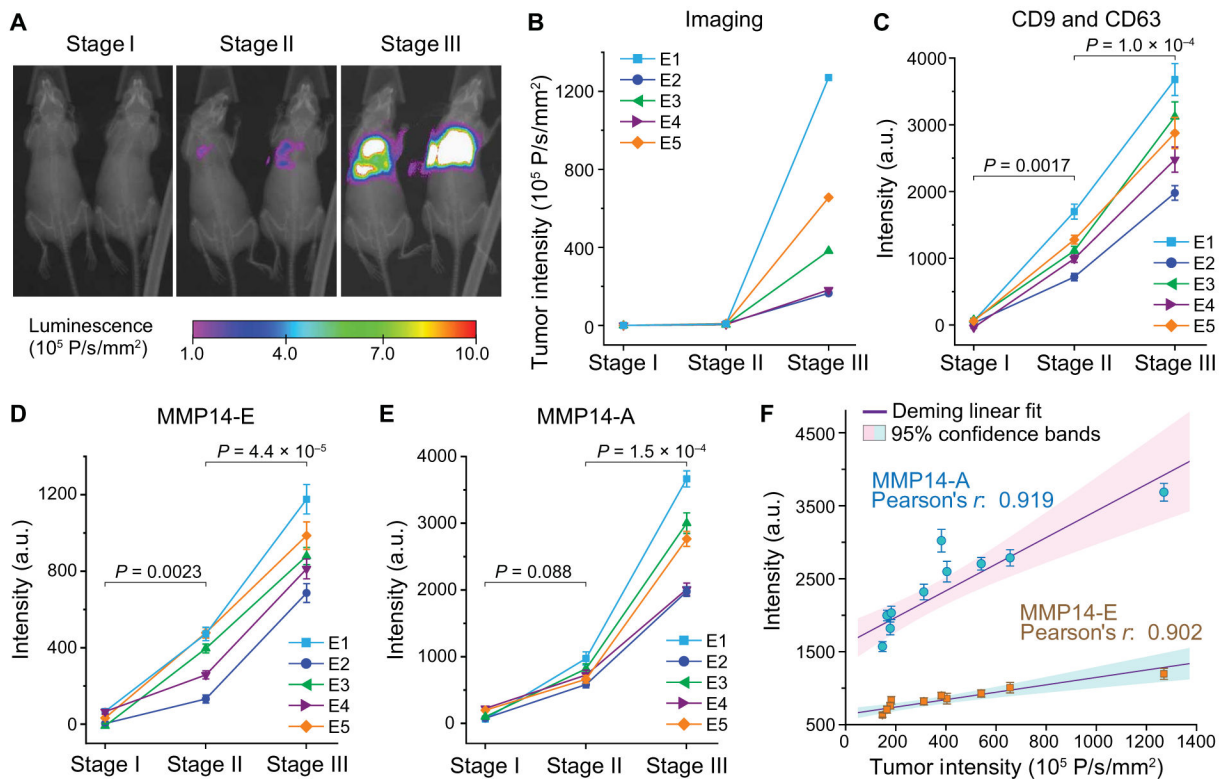 A
Stage I
Stage II
Stage III
Luminescence
(10⁵ P/s/mm²)
1.0
4.0
7.0
10.0
B
Imaging
Tumor intensity (10⁵ P/s/mm²)
1200
800
400
0
E1
E2
E3
E4
E5
Stage I
Stage II
Stage III
C
CD9 and CD63
Intensity (a.u.)
4000
3000
2000
1000
0
P = 1.0 × 10⁻⁴
P = 0.0017
E1
E2
E3
E4
E5
Stage I
Stage II
Stage III
D
MMP14-E
Intensity (a.u.)
1200
800
400
0
P = 4.4 × 10⁻⁵
P = 0.0023
E1
E2
E3
E4
E5
Stage I
Stage II
Stage III
E
MMP14-A
Intensity (a.u.)
4000
3000
2000
1000
0
P = 1.5 × 10⁻⁴
P = 0.088
E1
E2
E3
E4
E5
Stage I
Stage II
Stage III
F
Deming linear fit
95% confidence bands
Intensity (a.u.)
4500
3500
2500
1500
500
MMP14-A
Pearson's r: 0.919
MMP14-E
Pearson's r: 0.902
0
200
400
600
800
1000
1200
1400
Tumor intensity (10⁵ P/s/mm²)